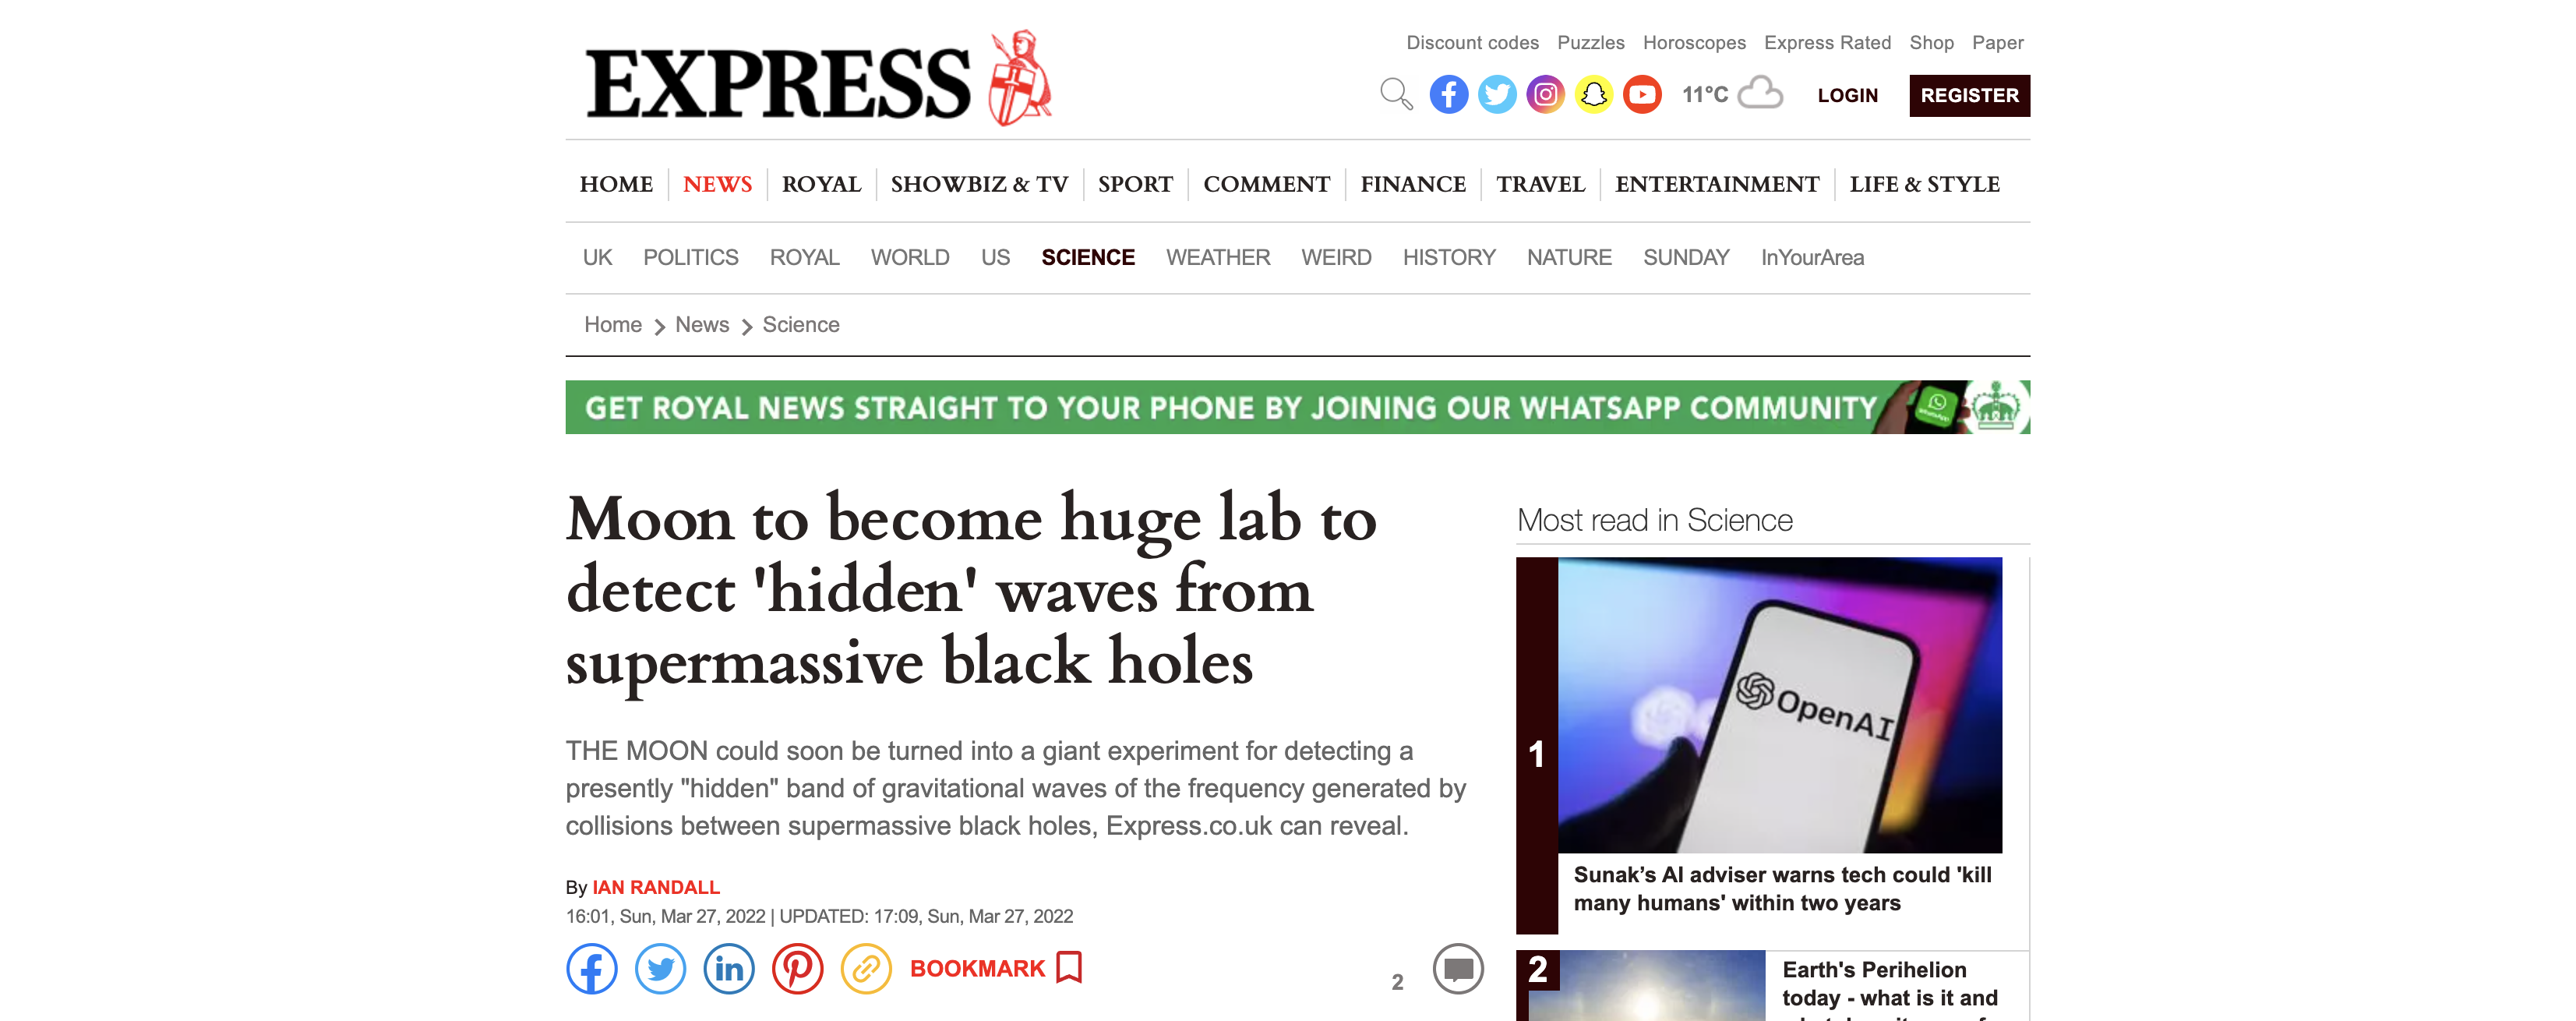 EXPRESS
Discount codes Puzzles Horoscopes Express Rated Shop Paper
11°C LOGIN REGISTER
HOME NEWS ROYAL SHOWBIZ & TV SPORT COMMENT FINANCE TRAVEL ENTERTAINMENT LIFE & STYLE
UK POLITICS ROYAL WORLD US SCIENCE WEATHER WEIRD HISTORY NATURE SUNDAY InYourArea
Home > News > Science
GET ROYAL NEWS STRAIGHT TO YOUR PHONE BY JOINING OUR WHATSAPP COMMUNITY
Moon to become huge lab to
detect 'hidden' waves from
supermassive black holes
THE MOON could soon be turned into a giant experiment for detecting a
presently "hidden" band of gravitational waves of the frequency generated by
collisions between supermassive black holes, Express.co.uk can reveal.
By IAN RANDALL
16:01, Sun, Mar 27, 2022 | UPDATED: 17:09, Sun, Mar 27, 2022
BOOKMARK
2
Most read in Science
1
OpenAI
Sunak’s AI adviser warns tech could 'kill
many humans' within two years
2
Earth's Perihelion
today - what is it and